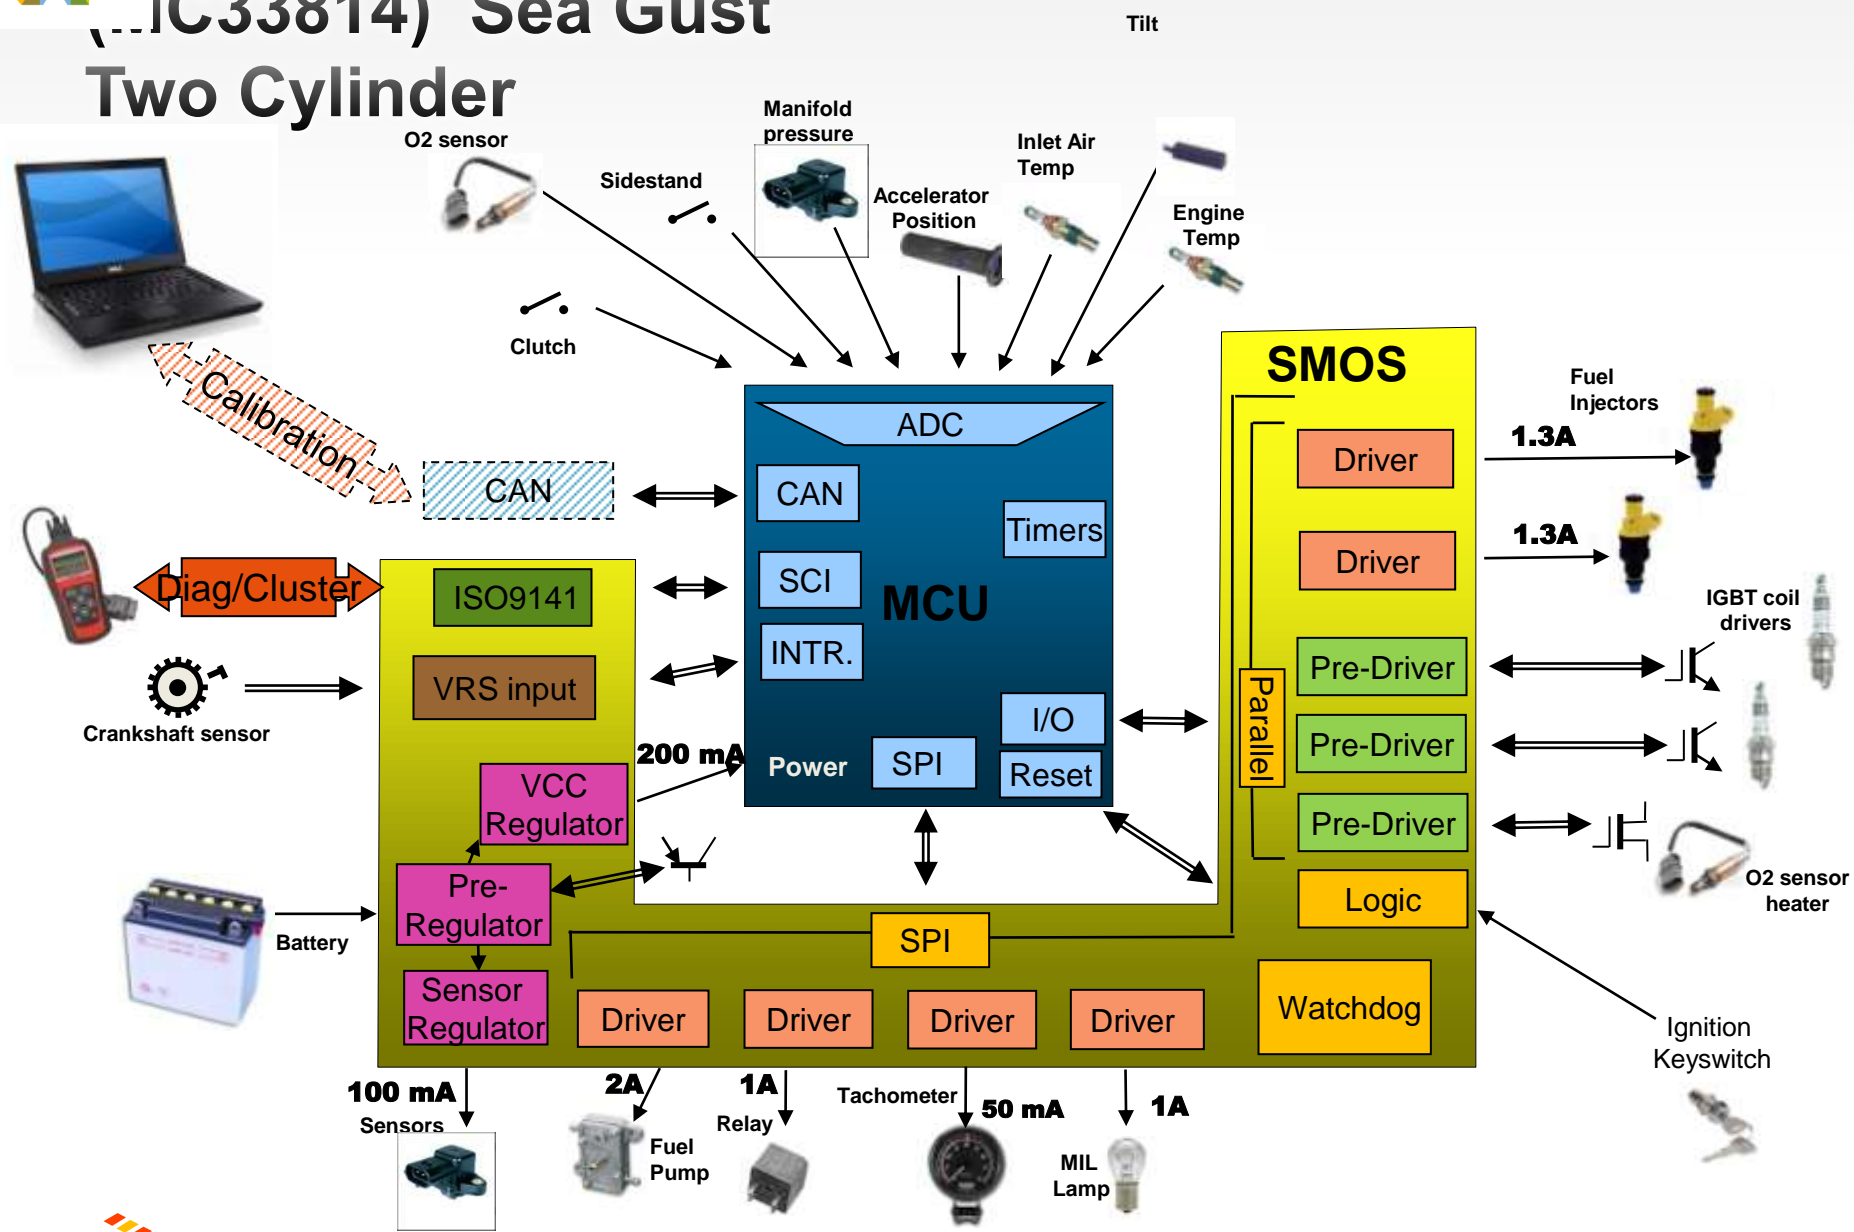 (MC33814) Sea Gust
Two Cylinder
Tilt
O2 sensor
Manifold
pressure
Sidestand
Accelerator
Position
Inlet Air
Temp
Engine
Temp
Clutch
Calibration
CAN
Diag/Cluster
ISO9141
VRS input
Crankshaft sensor
VCC
Regulator
200 mA
Pre-
Regulator
Battery
Sensor
Regulator
ADC
CAN
Timers
SCI
MCU
INTR.
I/O
Power
SPI
Reset
SMOS
Driver
Driver
Pre-Driver
Pre-Driver
Pre-Driver
Parallel
Logic
SPI
Watchdog
Driver
Driver
Driver
Driver
Fuel
Injectors
1.3A
1.3A
IGBT coil
drivers
O2 sensor
heater
Ignition
Keyswitch
100 mA
Sensors
2A
Fuel
Pump
1A
Relay
Tachometer
50 mA
1A
MIL
Lamp